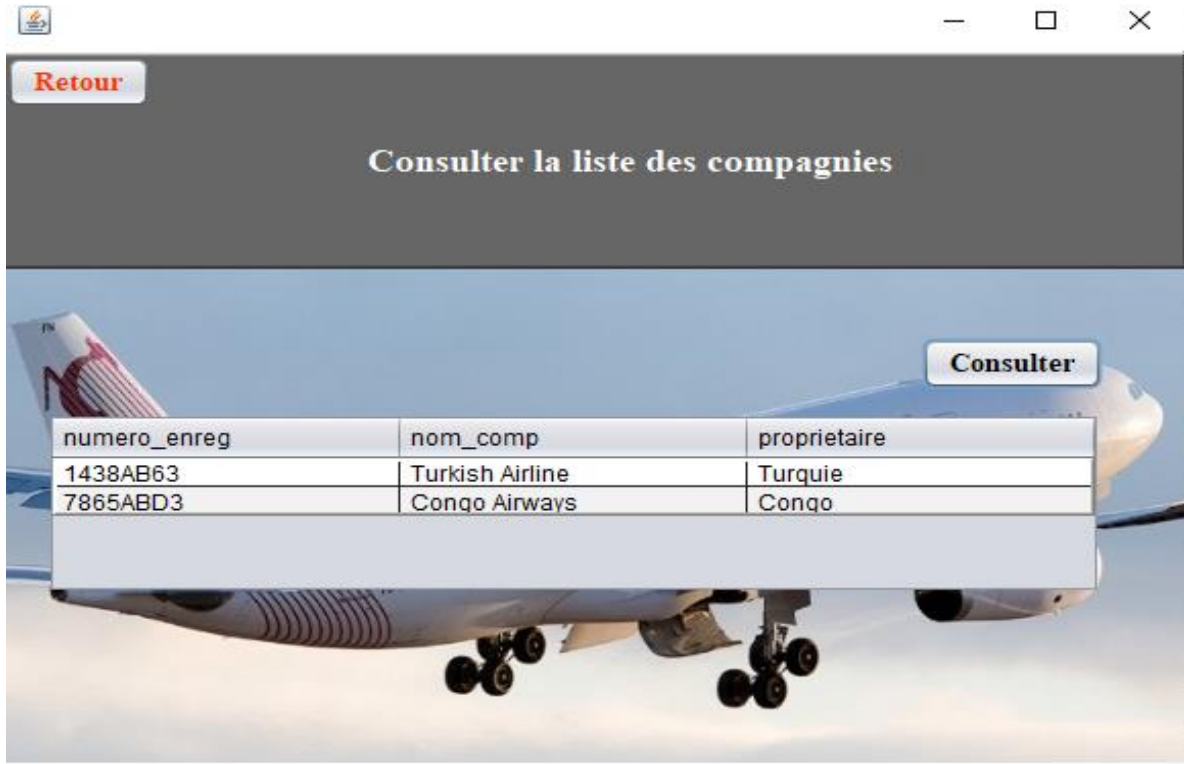 Retour
Consulter la liste des compagnies
Consulter
numero_enreg nom_comp proprietaire
1438AB63 Turkish Airline Turquie
7865ABD3 Congo Airways Congo